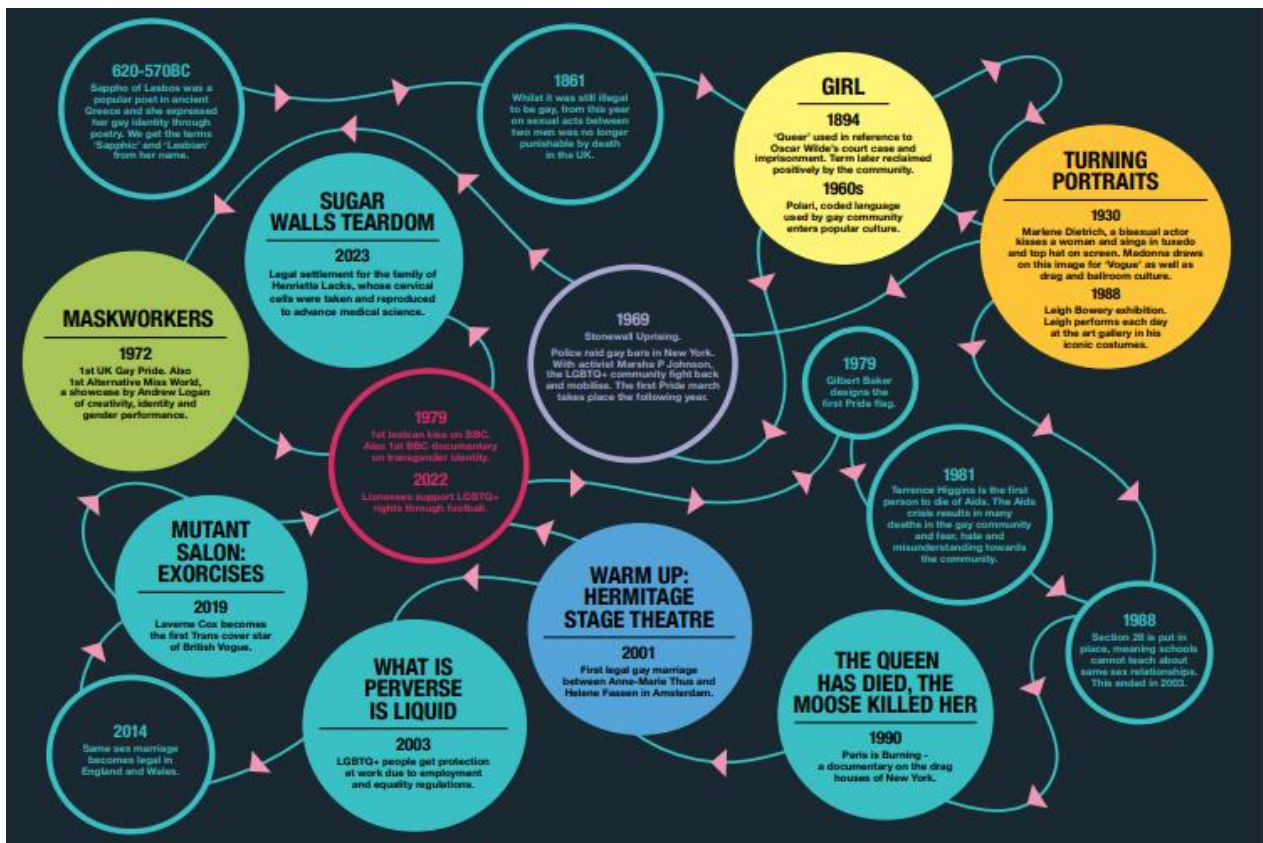 620-570BC
Sappho of Lesbos was a
popular poet in ancient
Greece and she expressed
her gay identity through
poetry. We get the terms
‘Sapphic’ and ‘Lesbian’
from her name.
1861
Whilst it was still illegal
to be gay, from this year
on sexual acts between
two men was no longer
punishable by death
in the UK.
GIRL
1894
‘Queer’ used in reference to
Oscar Wilde’s court case and
imprisonment. Term later reclaimed
positively by the community.
1960s
Polari, coded language
used by gay community
enters popular culture.
TURNING
PORTRAITS
1930
Marlene Dietrich, a bisexual actor
kisses a woman and sings in tuxedo
and top hat on screen. Madonna draws
on this image for ‘Vogue’ as well as
drag and ballroom culture.
1988
Leigh Bowery exhibition.
Leigh performs each day
at the art gallery in his
iconic costumes.
SUGAR
WALLS TEARDOM
2023
Legal settlement for the family of
Henrietta Lacks, whose cervical
cells were taken and reproduced
to advance medical science.
MASKWORKERS
1972
1st UK Gay Pride. Also
1st Alternative Miss World,
a showcase by Andrew Logan
of creativity, identity and
gender performance.
1969
Stonewall Uprising.
Police raid gay bars in New York.
With activist Marsha P Johnson,
the LGBTQ+ community fight back
and mobilise. The first Pride march
takes place the following year.
1979
Gilbert Baker
designs the
first Pride flag.
1979
1st lesbian kiss on BBC.
Also 1st BBC documentary
on transgender identity.
2022
Lionesses support LGBTQ+
rights through football.
1981
Terrence Higgins is the first
person to die of Aids. The Aids
crisis results in many
deaths in the gay community
and fear, hate and
misunderstanding towards
the community.
MUTANT
SALON:
EXORCISES
2019
Laverne Cox becomes
the first Trans cover star
of British Vogue.
WARM UP:
HERMITAGE
STAGE THEATRE
2001
First legal gay marriage
between Anne-Marie Thus and
Helene Fassen in Amsterdam.
1988
Section 28 is put in
place, meaning schools
cannot teach about
same sex relationships.
This ended in 2003.
WHAT IS
PERVERSE
IS LIQUID
2003
LGBTQ+ people get protection
at work due to employment
and equality regulations.
THE QUEEN
HAS DIED, THE
MOOSE KILLED HER
1990
Paris is Burning -
a documentary on the drag
houses of New York.
2014
Same sex marriage
becomes legal in
England and Wales.